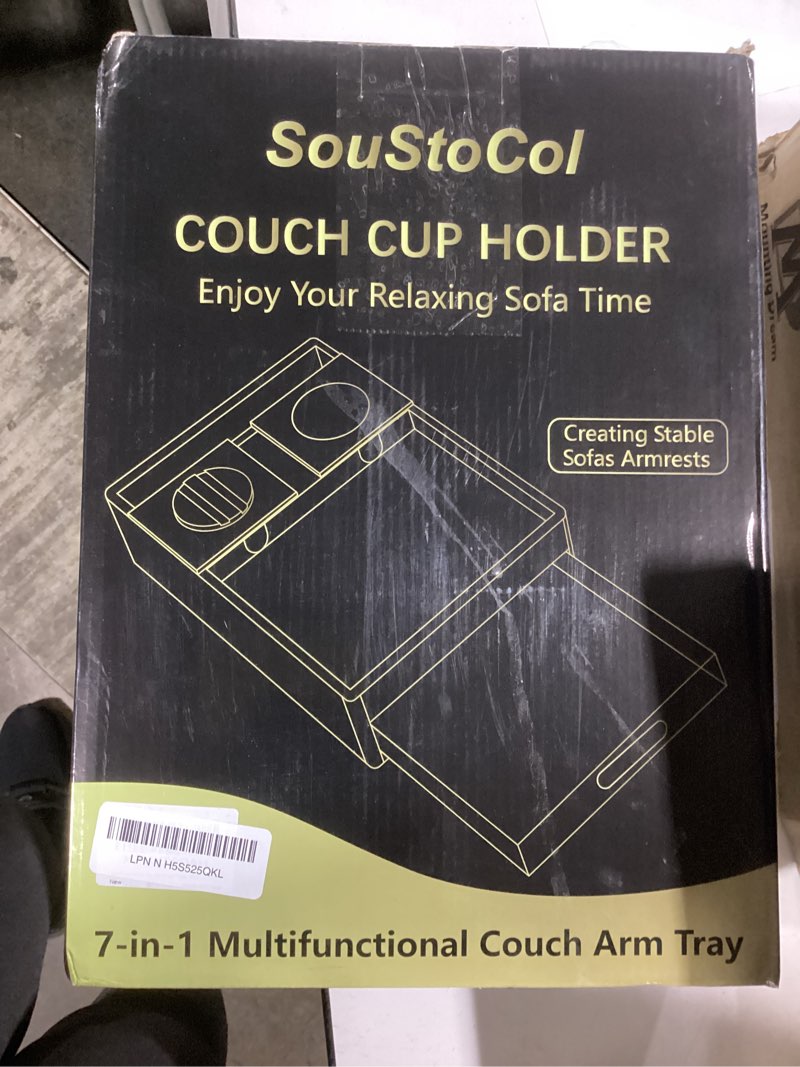 SouStoCol
COUCH CUP HOLDER
Enjoy Your Relaxing Sofa Time
Creating Stable
Sofas Armrests
LPN N H5S525QKL
New
7-in-1 Multifunctional Couch Arm Tray